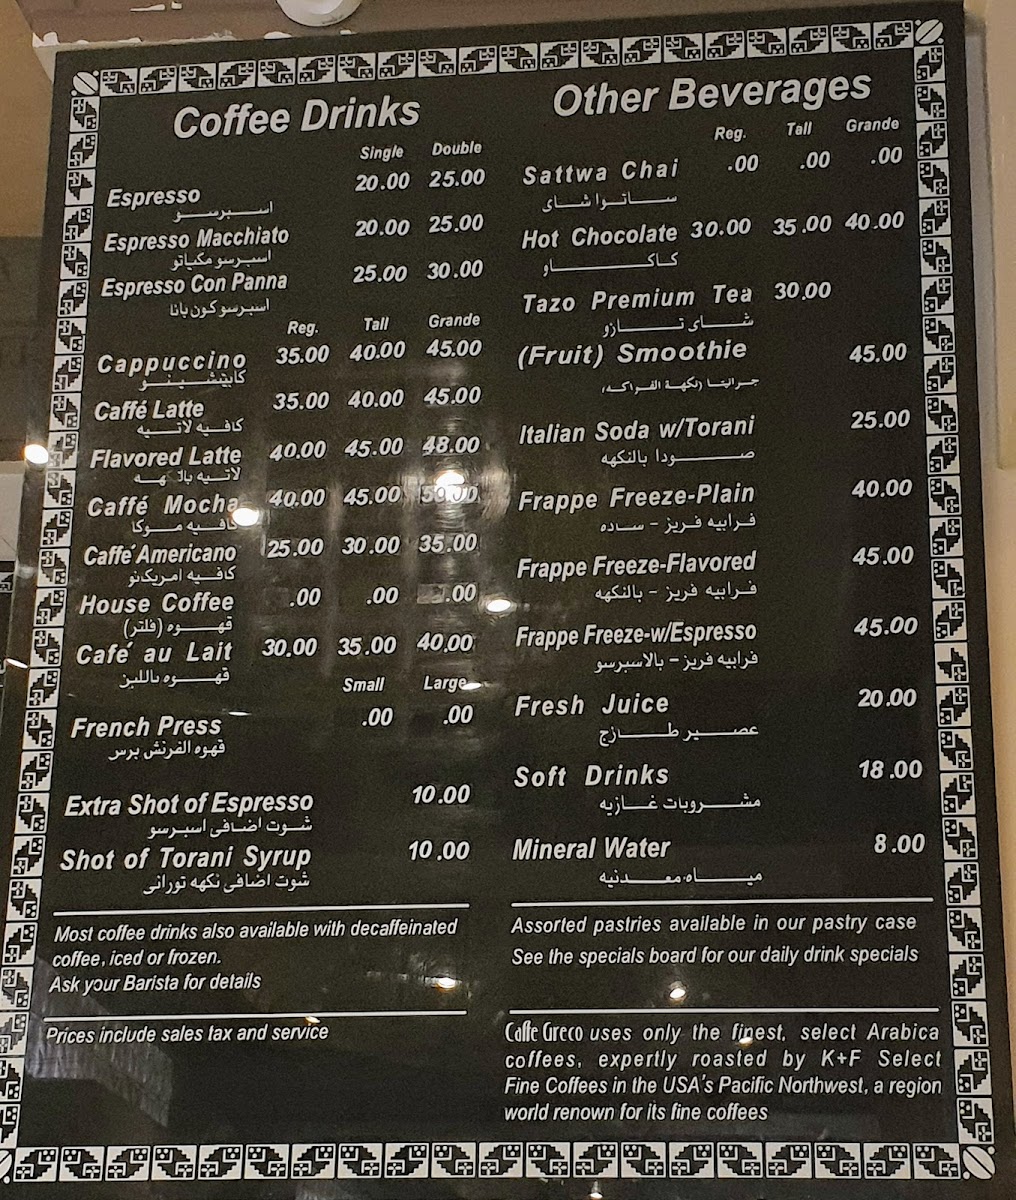 Coffee Drinks
Single Double
Espresso 20.00 25.00
اسبرسو
Espresso Macchiato 20.00 25.00
اسبرسو مكياتو
Espresso Con Panna 25.00 30.00
اسبرسو كون بانا
Reg. Tall Grande
Cappuccino 35.00 40.00 45.00
كابيتشينو
Caffé Latte 35.00 40.00 45.00
كافيه لاتيه
Flavored Latte 40.00 45.00 48.00
لاتيه بالنكهه
Caffé Mocha 40.00 45.00 50.00
كافيه موكا
Caffé Americano 25.00 30.00 35.00
كافيه امريكانو
House Coffee .00 .00 .00
قهوه (فلتر)
Café au Lait 30.00 35.00 40.00
قهوه باللبن
Small Large
French Press .00 .00
قهوه الفرنش برس
Extra Shot of Espresso 10.00
شوت اضافى اسبرسو
Shot of Torani Syrup 10.00
شوت اضافى نكهه تورانى
Most coffee drinks also available with decaffeinated
coffee, iced or frozen.
Ask your Barista for details
Prices include sales tax and service
Other Beverages
Reg. Tall Grande
Sattwa Chai .00 .00 .00
ساتوا شاى
Hot Chocolate 30.00 35.00 40.00
كاكاو
Tazo Premium Tea 30.00
شاى تازو
(Fruit) Smoothie 45.00
جرانيتا (نكهة الفراكه)
Italian Soda w/Torani 25.00
صودا بالنكهه
Frappe Freeze-Plain 40.00
فرابيه فريز - ساده
Frappe Freeze-Flavored 45.00
فرابيه فريز - بالنكهه
Frappe Freeze-w/Espresso 45.00
فرابيه فريز - بالاسبرسو
Fresh Juice 20.00
عصير طازج
Soft Drinks 18.00
مشروبات غازيه
Mineral Water 8.00
مياه معدنيه
Assorted pastries available in our pastry case
See the specials board for our daily drink specials
Caffe Greco uses only the finest, select Arabica
coffees, expertly roasted by K+F Select
Fine Coffees in the USA's Pacific Northwest, a region
world renown for its fine coffees